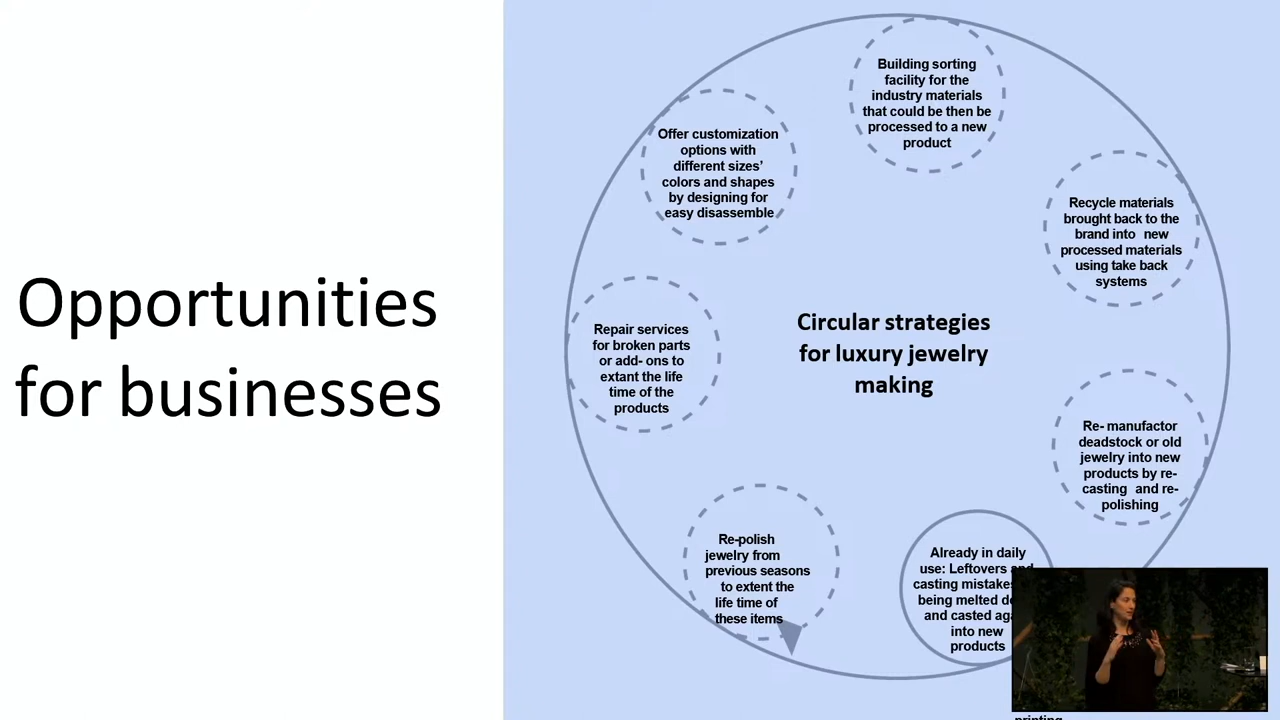 Opportunities
for businesses
Building sorting
facility for the
industry materials
that could be then be
processed to a new
product
Offer customization
options with
different sizes’
colors and shapes
by designing for
easy disassemble
Recycle materials
brought back to the
brand into new
processed materials
using take back
systems
Repair services
for broken parts
or add- ons to
extant the life
time of the
products
Circular strategies
for luxury jewelry
making
Re- manufactor
deadstock or old
jewelry into new
products by re-
casting and re-
polishing
Re-polish
jewelry from
previous seasons
to extent the
life time of
these items
Already in daily
use: Leftovers and
casting mistakes
being melted
and casted
into new
products
printing